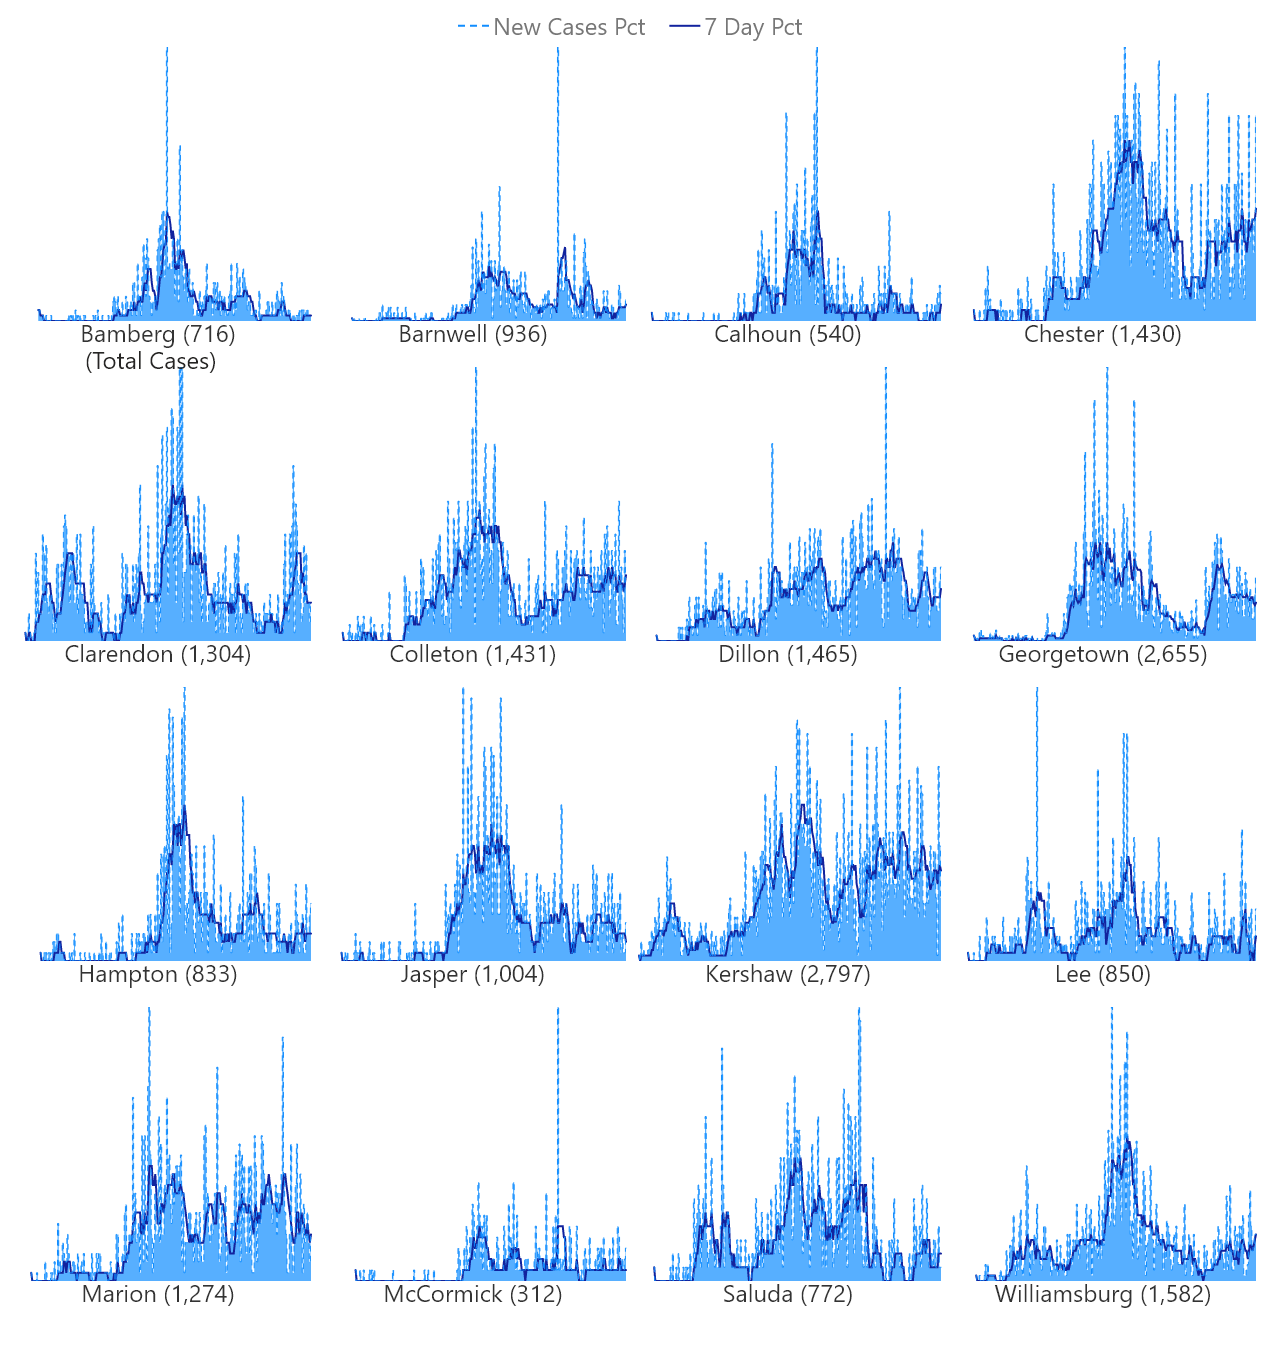 New Cases Pct 7 Day Pct
Bamberg (716) Barnwell (936) Calhoun (540) Chester (1,430)
(Total Cases)
Clarendon (1,304) Colleton (1,431) Dillon (1,465) Georgetown (2,655)
Hampton (833) Jasper (1,004) Kershaw (2,797) Lee (850)
Marion (1,274) McCormick (312) Saluda (772) Williamsburg (1,582)